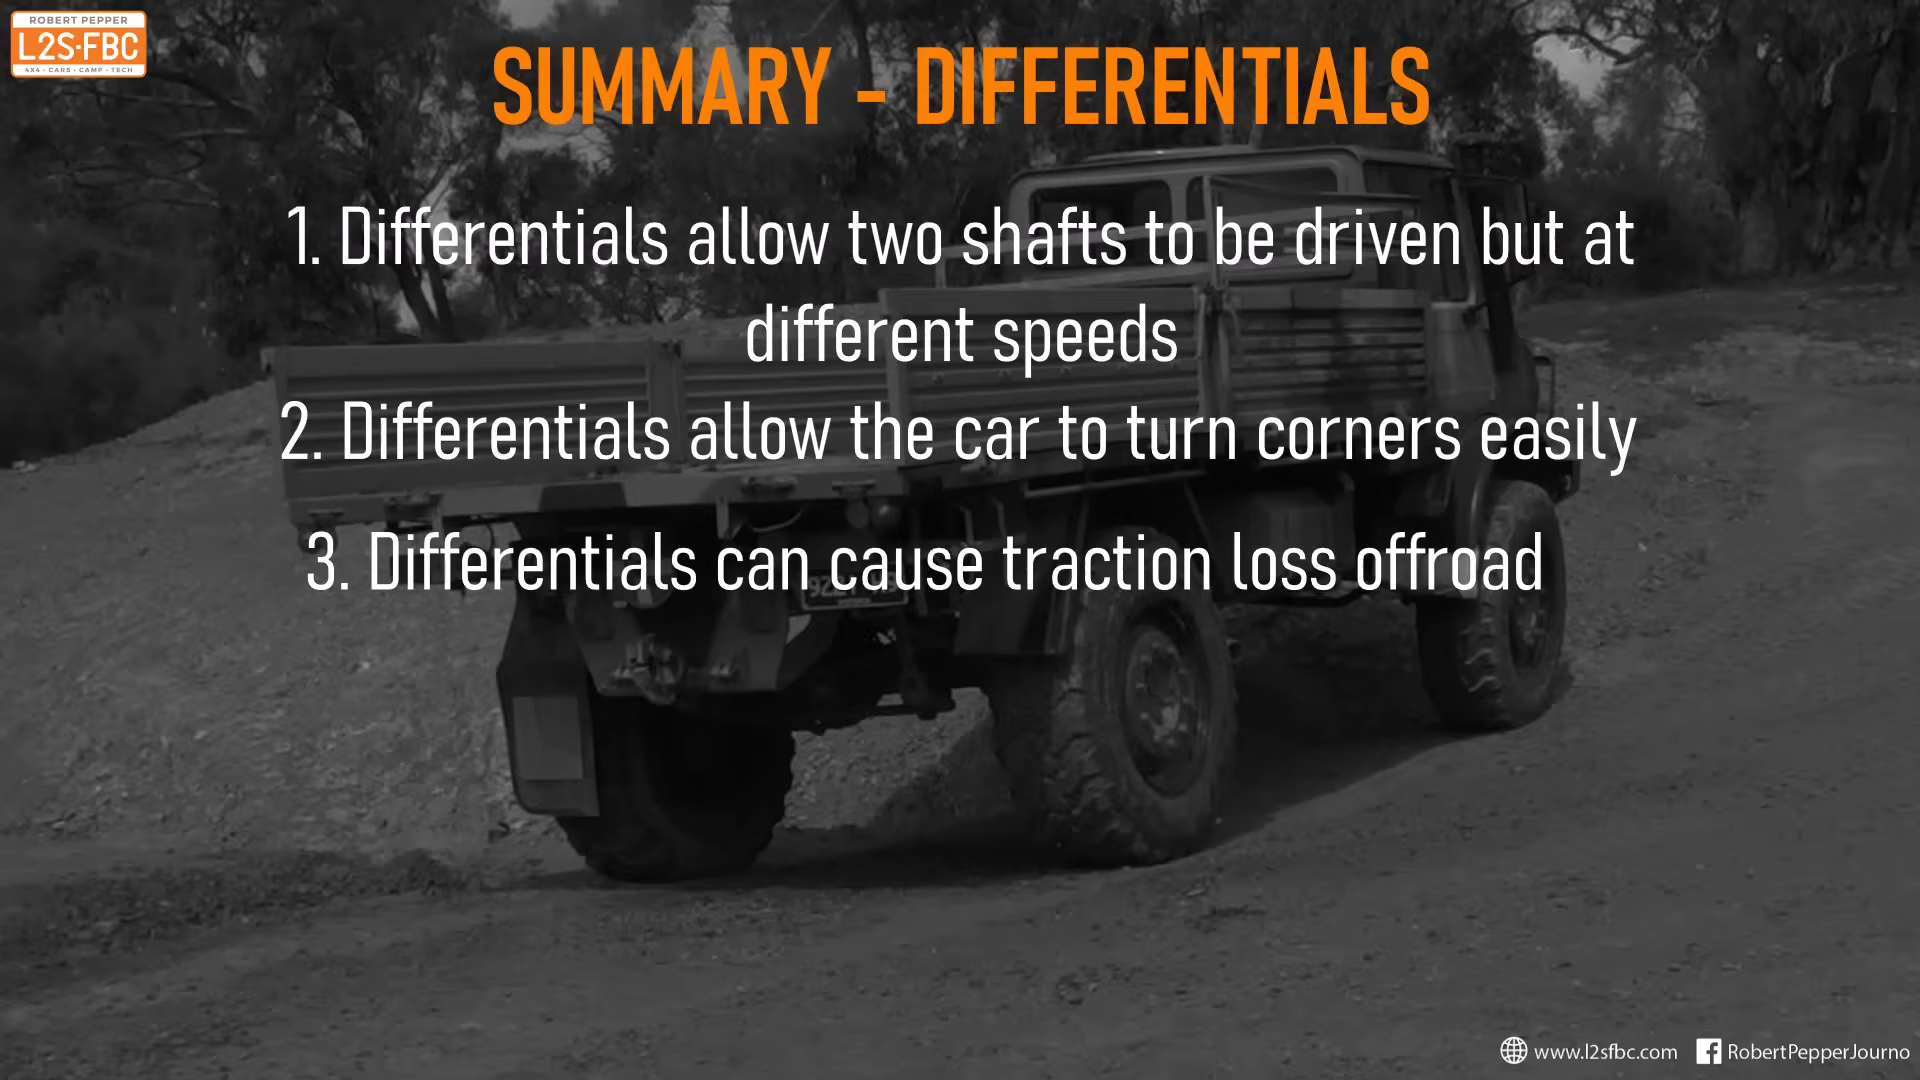 ROBERT PEPPER
L2S·FBC
4X4 - CARS - CAMP - TECH
SUMMARY - DIFFERENTIALS
1. Differentials allow two shafts to be driven but at
different speeds
2. Differentials allow the car to turn corners easily
3. Differentials can cause traction loss offroad
www.l2sfbc.com RobertPepperJourno